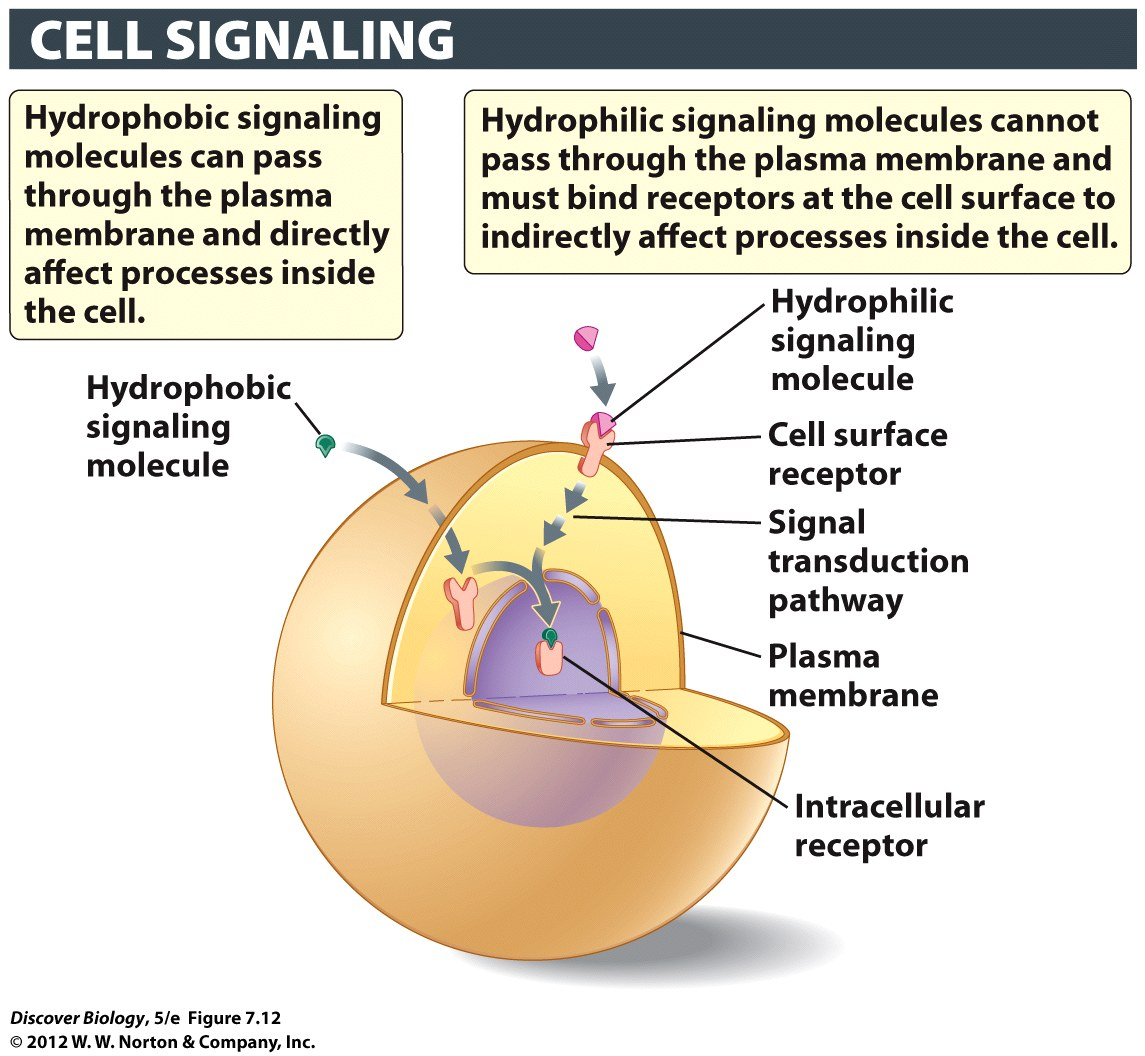 CELL SIGNALING
Hydrophobic signaling
molecules can pass
through the plasma
membrane and directly
affect processes inside
the cell.
Hydrophilic signaling molecules cannot
pass through the plasma membrane and
must bind receptors at the cell surface to
indirectly affect processes inside the cell.
Hydrophobic
signaling
molecule
Hydrophilic
signaling
molecule
Cell surface
receptor
Signal
transduction
pathway
Plasma
membrane
Intracellular
receptor
Discover Biology, 5/e Figure 7.12
© 2012 W. W. Norton & Company, Inc.